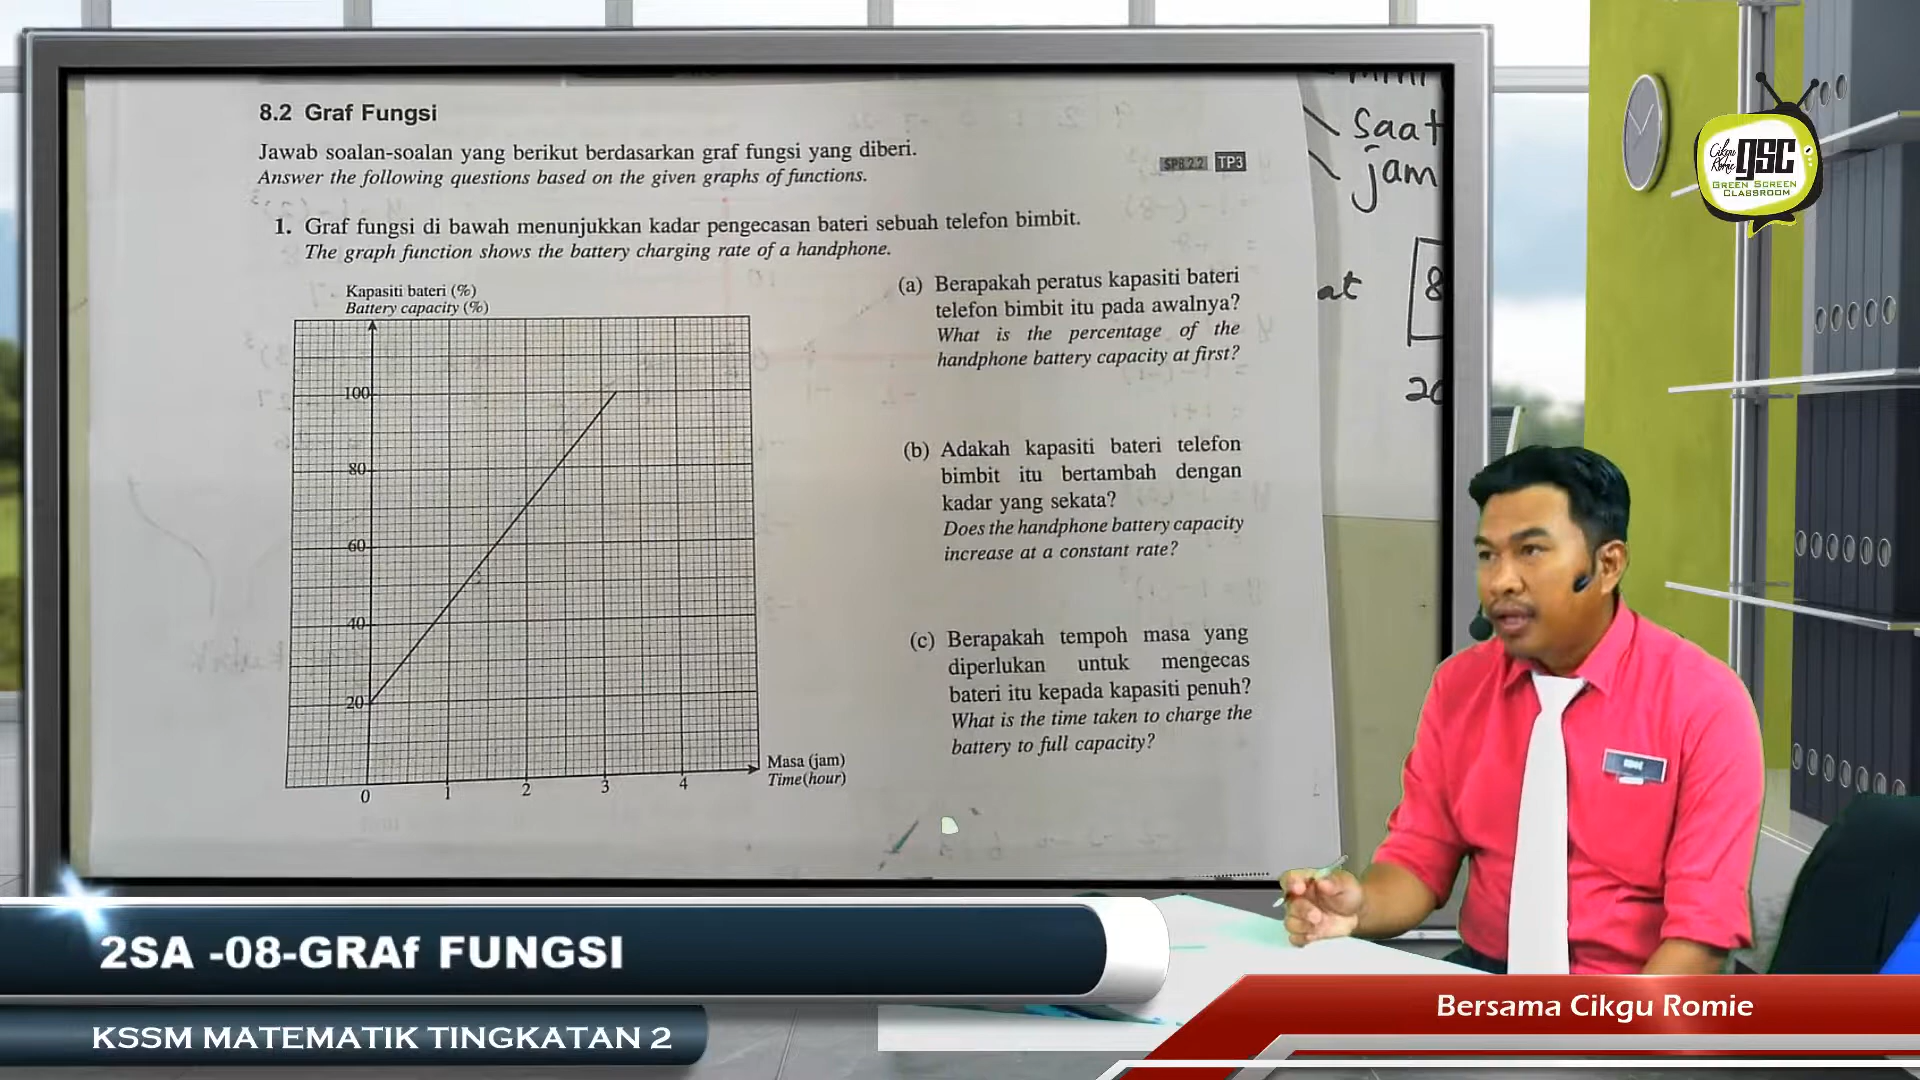 8.2 Graf Fungsi
Jawab soalan-soalan yang berikut berdasarkan graf fungsi yang diberi.
Answer the following questions based on the given graphs of functions.
SPB2.2 TP3
1. Graf fungsi di bawah menunjukkan kadar pengecasan bateri sebuah telefon bimbit.
The graph function shows the battery charging rate of a handphone.
Kapasiti bateri (%)
Battery capacity (%)
100
80
60
40
20
0 1 2 3 4
Masa (jam)
Time (hour)
(a) Berapakah peratus kapasiti bateri
telefon bimbit itu pada awalnya?
What is the percentage of the
handphone battery capacity at first?
(b) Adakah kapasiti bateri telefon
bimbit itu bertambah dengan
kadar yang sekata?
Does the handphone battery capacity
increase at a constant rate?
(c) Berapakah tempoh masa yang
diperlukan untuk mengecas
bateri itu kepada kapasiti penuh?
What is the time taken to charge the
battery to full capacity?
saat
jam
at
8
20
Cikgu Romie GSC
GREEN SCREEN
CLASSROOM
2SA -08-GRAf FUNGSI
KSSM MATEMATIK TINGKATAN 2
Bersama Cikgu Romie